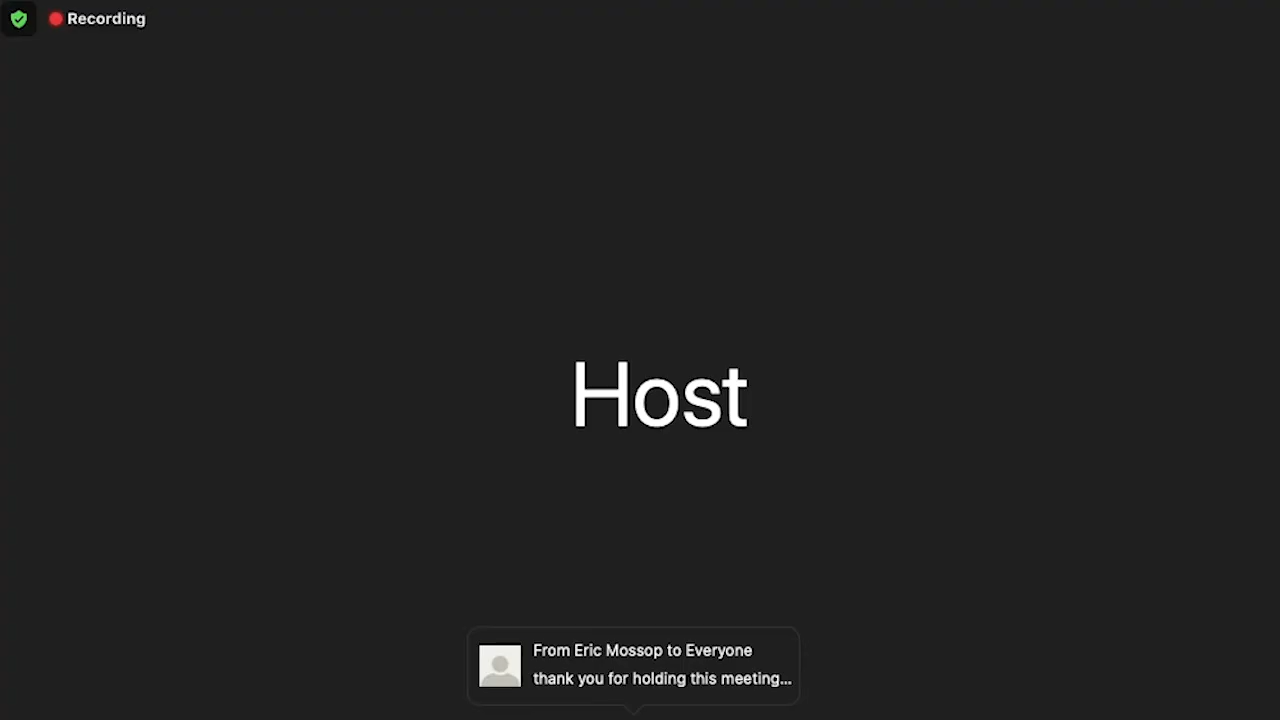 Recording
Host
From Eric Mossop to Everyone
thank you for holding this meeting...